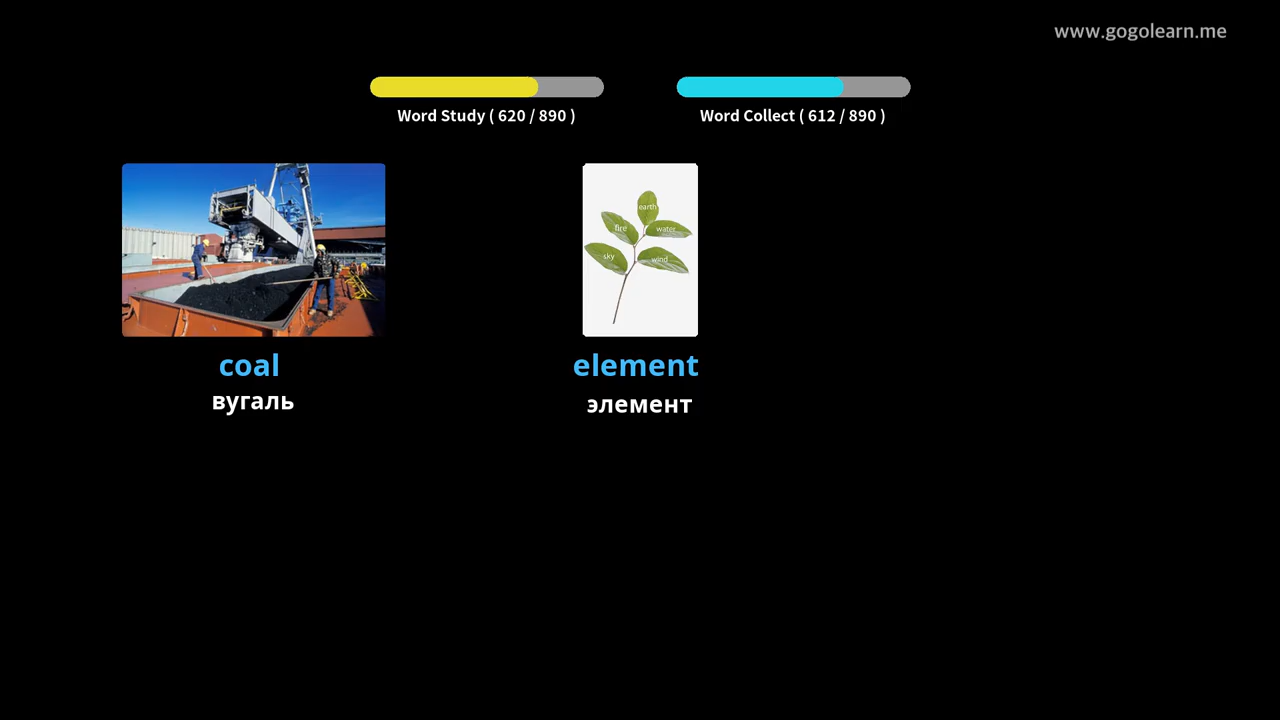 www.gogolearn.me
Word Study ( 620 / 890 )
Word Collect ( 612 / 890 )
earth
fire
water
sky
wind
coal
вугаль
element
элемент